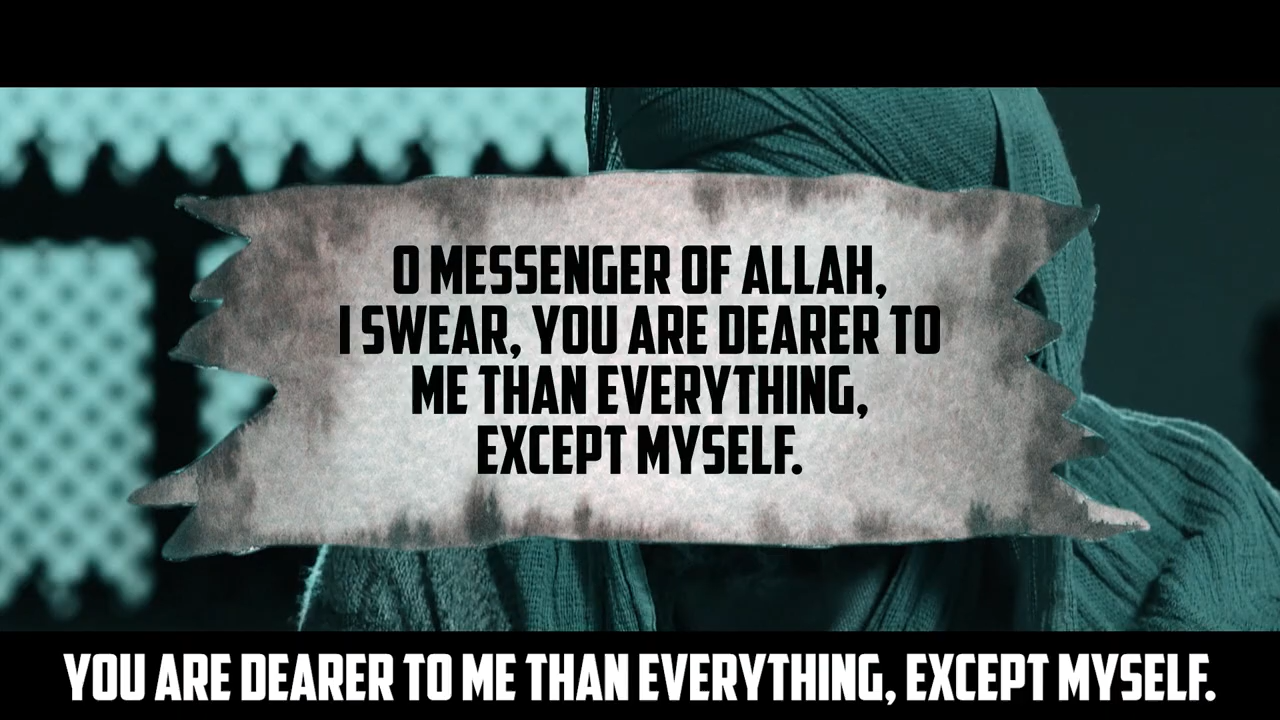 O MESSENGER OF ALLAH,
I SWEAR, YOU ARE DEARER TO
ME THAN EVERYTHING,
EXCEPT MYSELF.
YOU ARE DEARER TO ME THAN EVERYTHING, EXCEPT MYSELF.